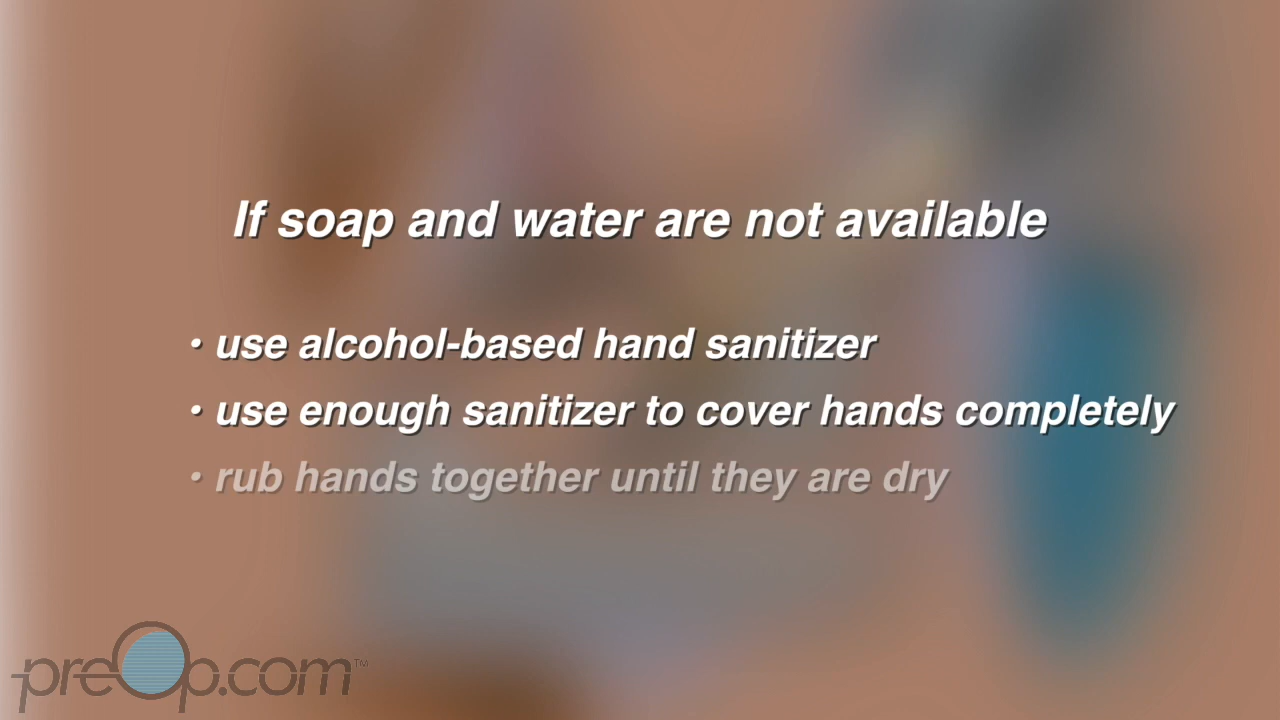 If soap and water are not available
• use alcohol-based hand sanitizer
• use enough sanitizer to cover hands completely
• rub hands together until they are dry
preOp.com™